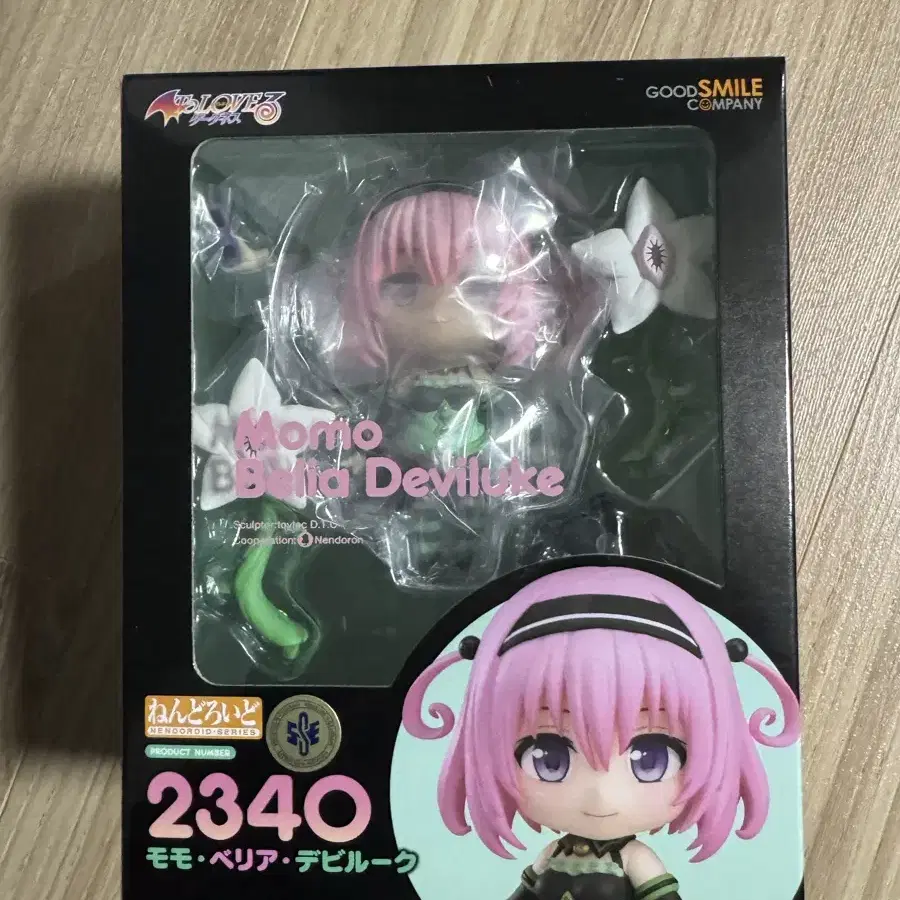 To LOVEる
ダークネス
GOOD SMILE
COMPANY
Momo
Belia Deviluke
Sculptor:toytec D.T.C
Cooperation: Nendoron
ねんどろいど
NENDOROID・SERIES
SSE
PRODUCT NUMBER
2340
モモ・ベリア・デビルーク